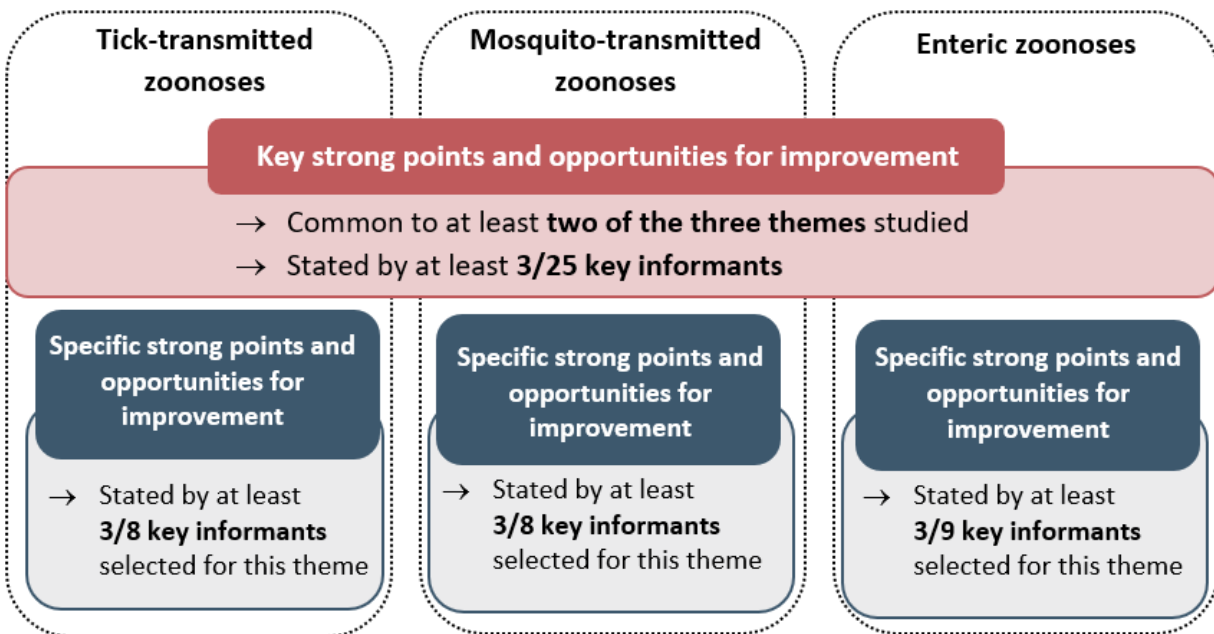 Tick-transmitted
zoonoses
Mosquito-transmitted
zoonoses
Enteric zoonoses
Key strong points and opportunities for improvement
→ Common to at least two of the three themes studied
→ Stated by at least 3/25 key informants
Specific strong points and
opportunities for
improvement
→ Stated by at least
3/8 key informants
selected for this theme
Specific strong points and
opportunities for
improvement
→ Stated by at least
3/8 key informants
selected for this theme
Specific strong points and
opportunities for
improvement
→ Stated by at least
3/9 key informants
selected for this theme